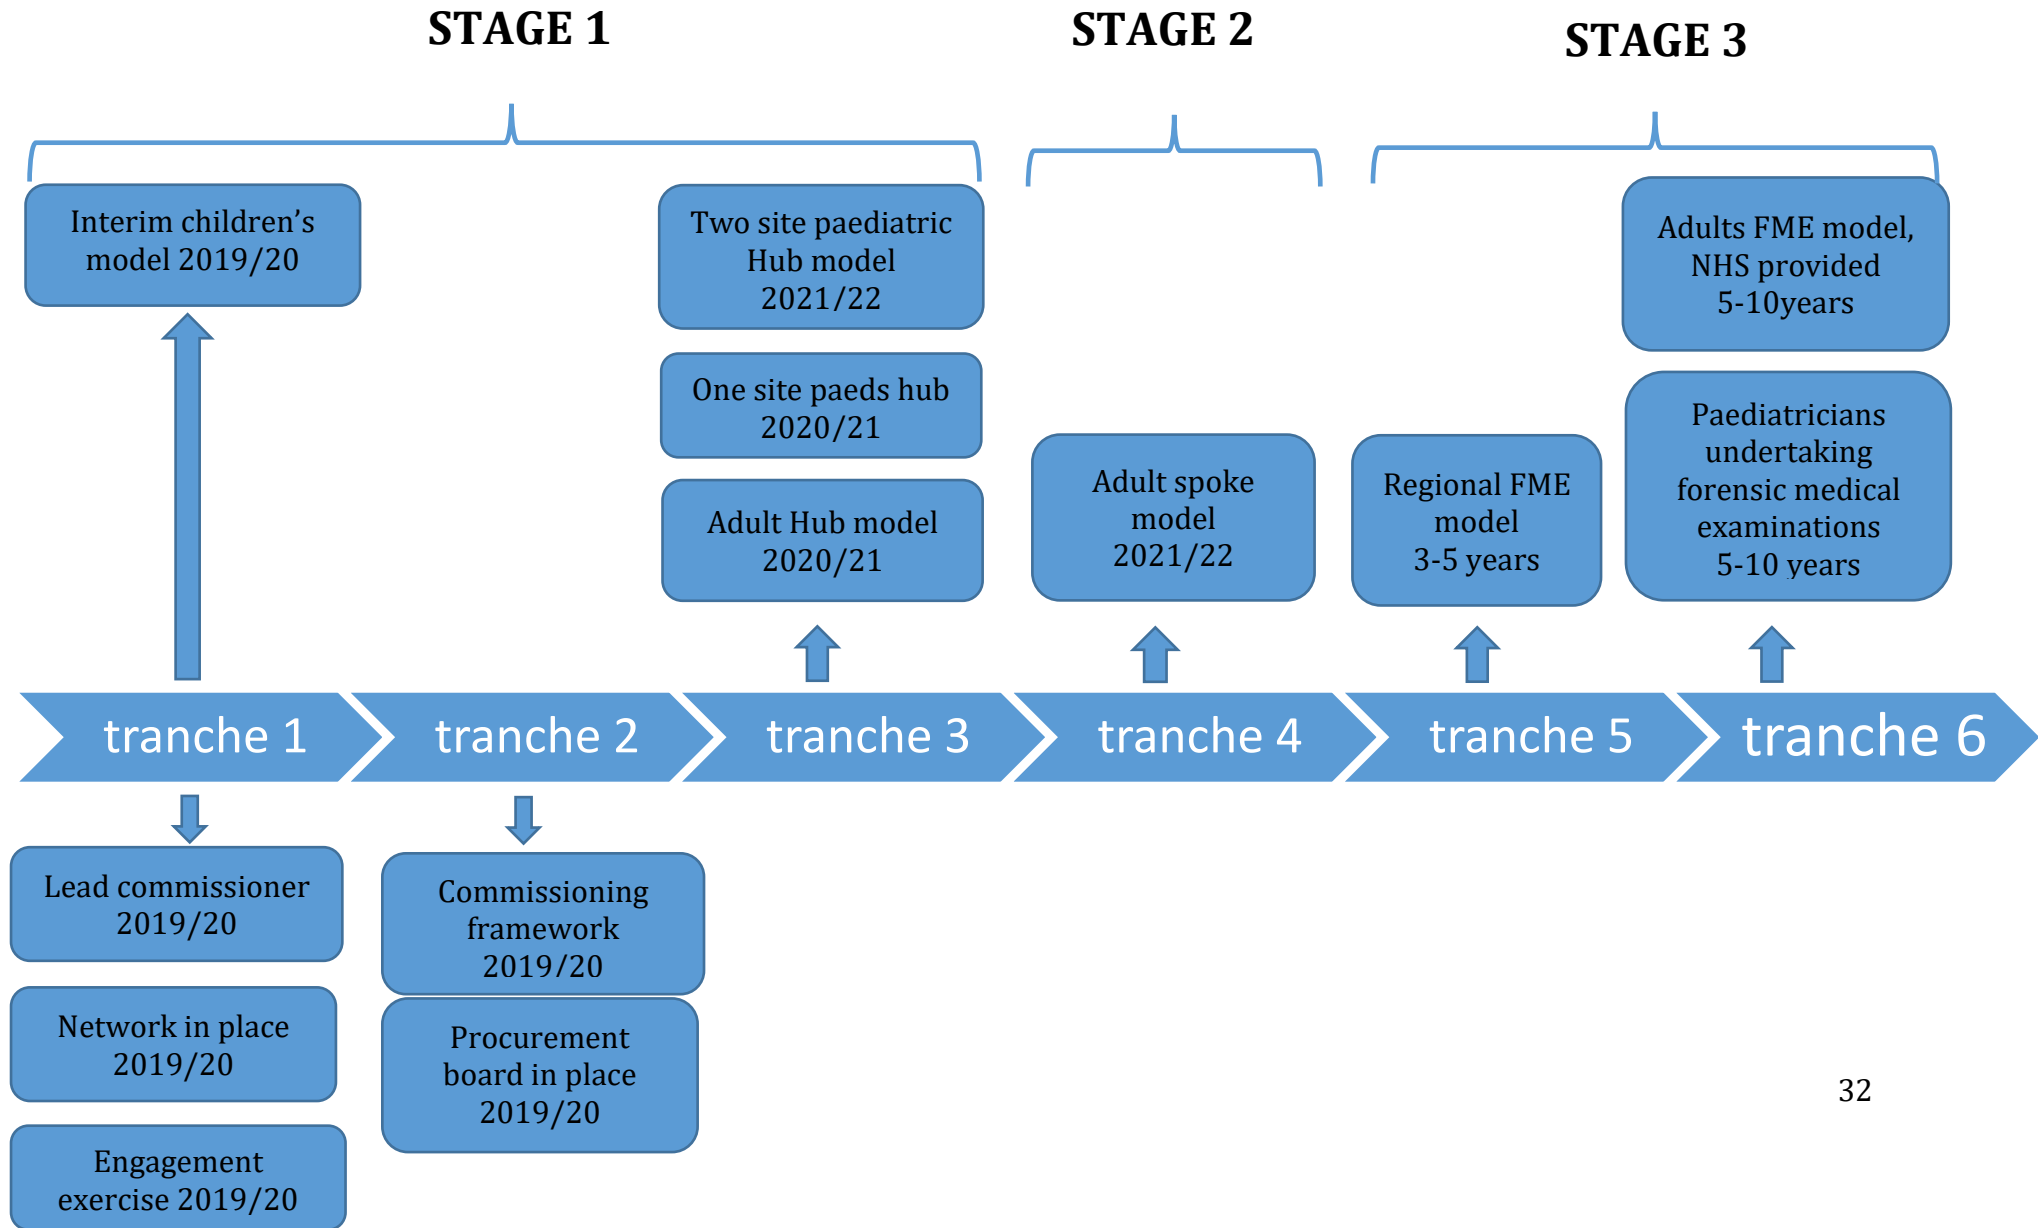 STAGE 1
STAGE 2
STAGE 3
Interim children's
model 2019/20
Two site paediatric
Hub model
2021/22
One site paeds hub
2020/21
Adult Hub model
2020/21
Adult spoke
model
2021/22
Regional FME
model
3-5 years
Adults FME model,
NHS provided
5-10years
Paediatricians
undertaking
forensic medical
examinations
5-10 years
tranche 1
tranche 2
tranche 3
tranche 4
tranche 5
tranche 6
Lead commissioner
2019/20
Network in place
2019/20
Engagement
exercise 2019/20
Commissioning
framework
2019/20
Procurement
board in place
2019/20
32